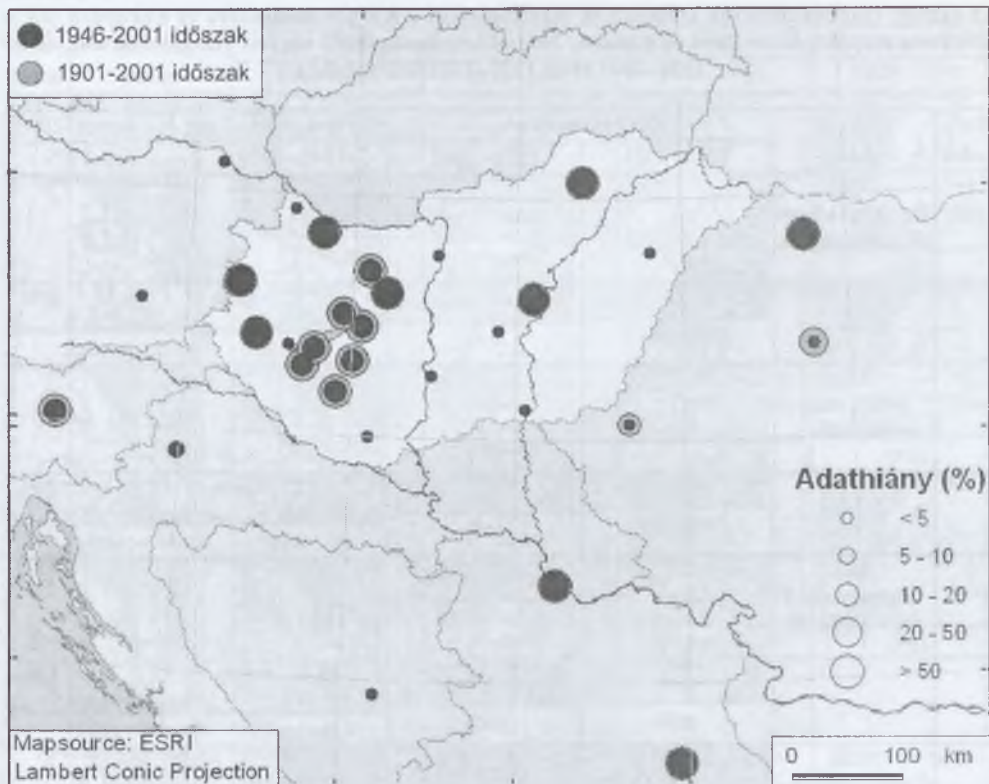 1946-2001 időszak
1901-2001 időszak
Adathiány (%)
< 5
5 - 10
10 - 20
20 - 50
> 50
Mapsource: ESRI
Lambert Conic Projection
0 100 km